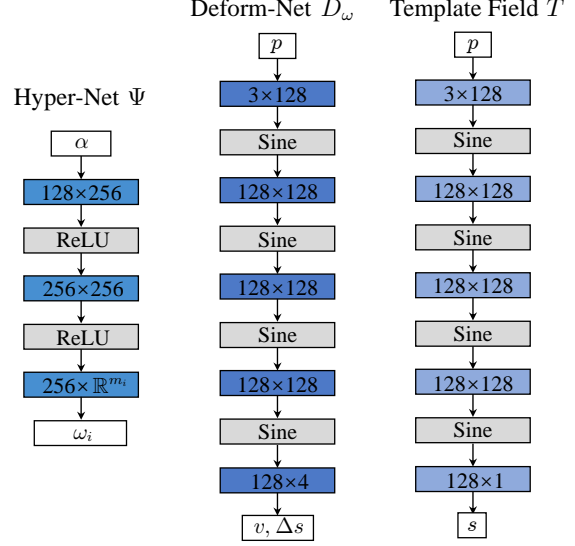 Hyper-Net Ψ
α
128×256
ReLU
256×256
ReLU
256×ℝ^{m_i}
ω_i
Deform-Net D_ω
p
3×128
Sine
128×128
Sine
128×128
Sine
128×128
Sine
128×4
v, Δs
Template Field T
p
3×128
Sine
128×128
Sine
128×128
Sine
128×128
Sine
128×1
s